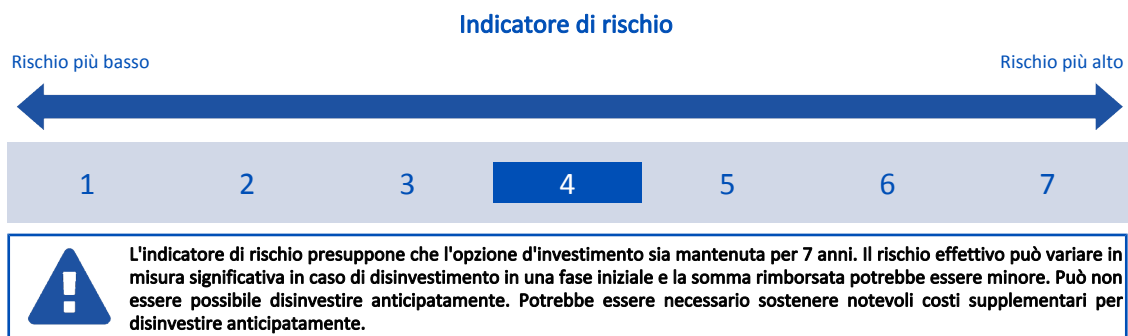 Indicatore di rischio
Rischio più basso Rischio più alto
1 2 3 4 5 6 7
L'indicatore di rischio presuppone che l'opzione d'investimento sia mantenuta per 7 anni. Il rischio effettivo può variare in
misura significativa in caso di disinvestimento in una fase iniziale e la somma rimborsata potrebbe essere minore. Può non
essere possibile disinvestire anticipatamente. Potrebbe essere necessario sostenere notevoli costi supplementari per
disinvestire anticipatamente.